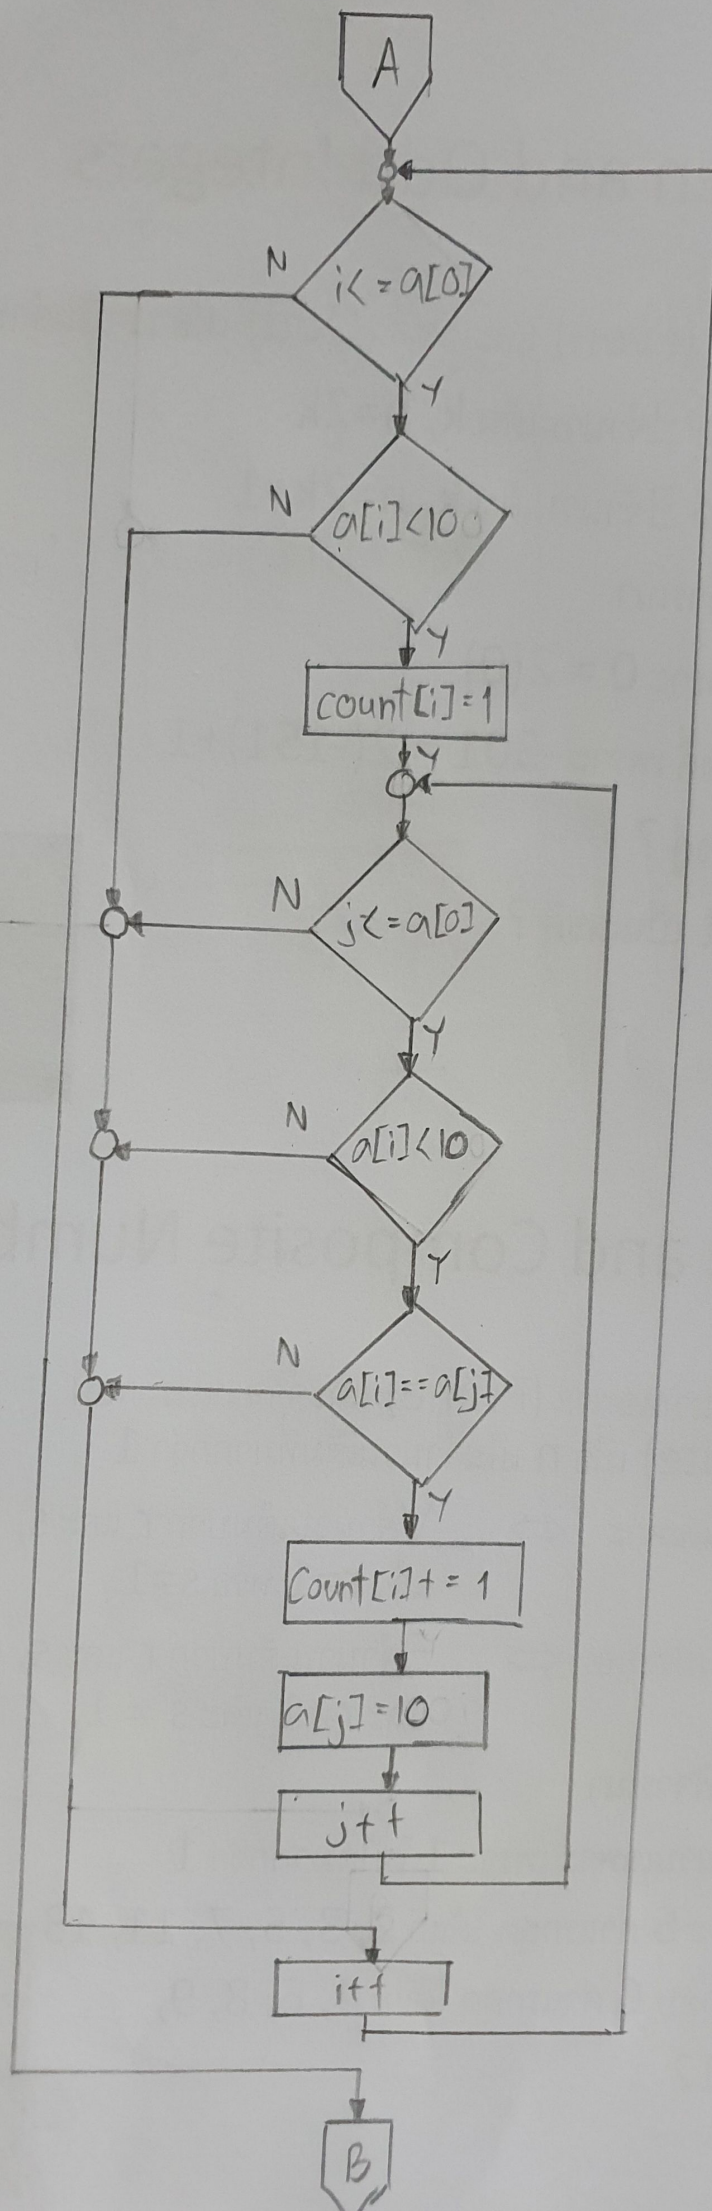 A
N
i<=a[0]
Y
N
a[i]<10
Y
count[i]=1
Y
N
j<=a[0]
Y
N
a[i]<10
Y
N
a[i]==a[j]
Y
Count[i]+=1
a[j]=10
j++
i++
B